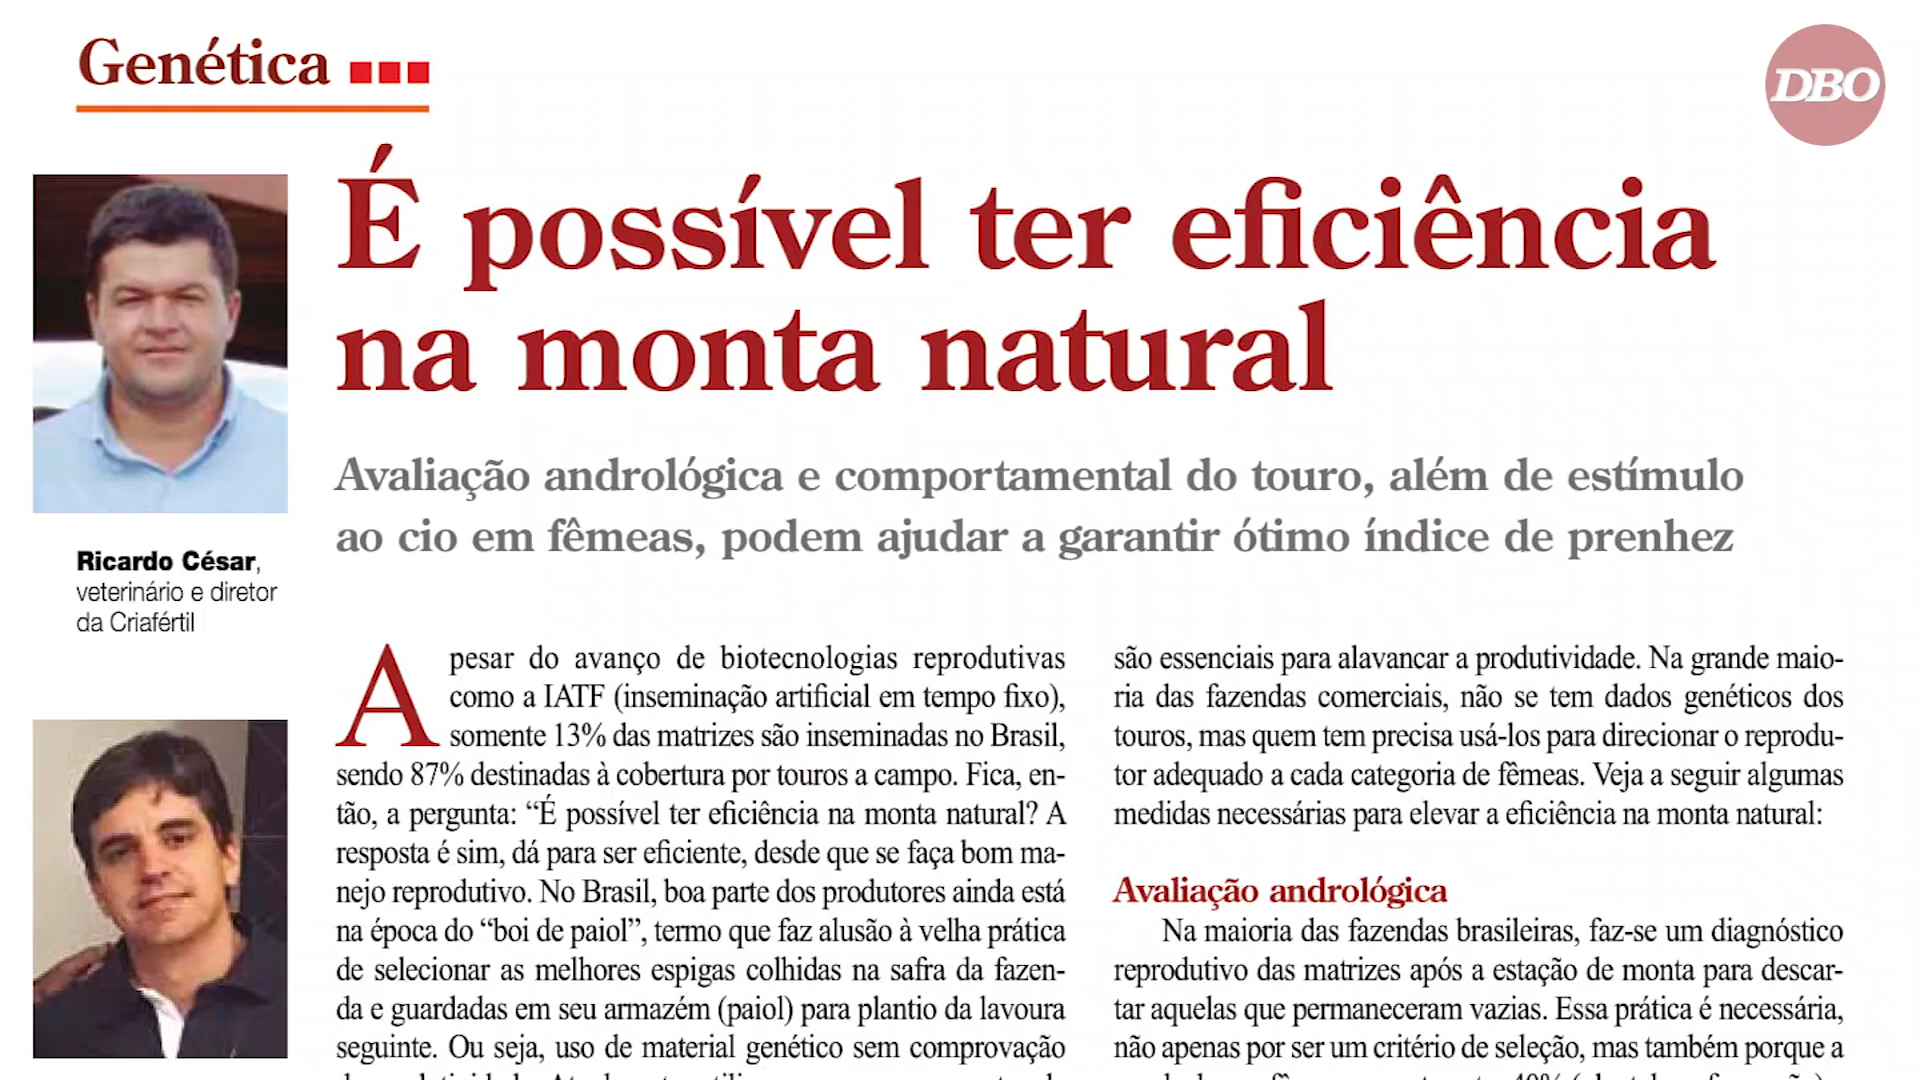 Genética
DBO
É possível ter eficiência
na monta natural
Avaliação andrológica e comportamental do touro, além de estímulo
ao cio em fêmeas, podem ajudar a garantir ótimo índice de prenhez
Ricardo César,
veterinário e diretor
da Criafértil
Apesar do avanço de biotecnologias reprodutivas
como a IATF (inseminação artificial em tempo fixo),
somente 13% das matrizes são inseminadas no Brasil,
sendo 87% destinadas à cobertura por touros a campo. Fica, en-
tão, a pergunta: “É possível ter eficiência na monta natural? A
resposta é sim, dá para ser eficiente, desde que se faça bom ma-
nejo reprodutivo. No Brasil, boa parte dos produtores ainda está
na época do “boi de paiol”, termo que faz alusão à velha prática
de selecionar as melhores espigas colhidas na safra da fazen-
da e guardadas em seu armazém (paiol) para plantio da lavoura
seguinte. Ou seja, uso de material genético sem comprovação
são essenciais para alavancar a produtividade. Na grande maio-
ria das fazendas comerciais, não se tem dados genéticos dos
touros, mas quem tem precisa usá-los para direcionar o reprodu-
tor adequado a cada categoria de fêmeas. Veja a seguir algumas
medidas necessárias para elevar a eficiência na monta natural:
Avaliação andrológica
Na maioria das fazendas brasileiras, faz-se um diagnóstico
reprodutivo das matrizes após a estação de monta para descar-
tar aquelas que permaneceram vazias. Essa prática é necessária,
não apenas por ser um critério de seleção, mas também porque a